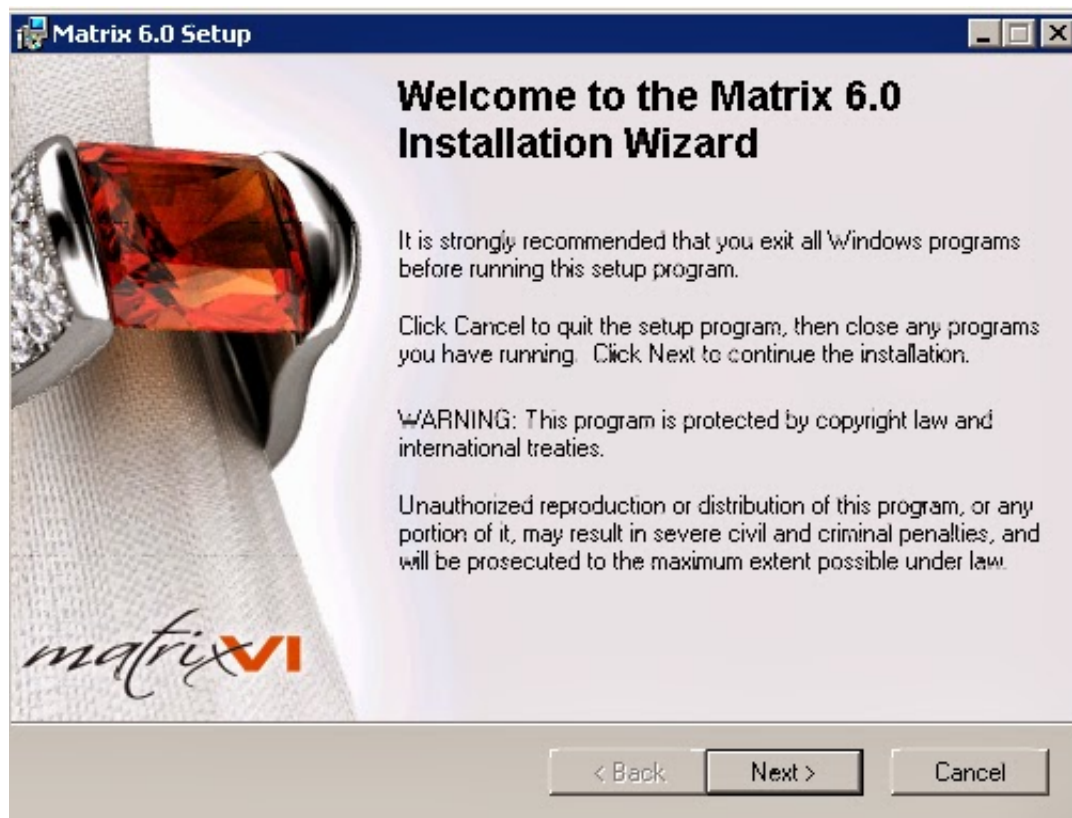 Matrix 6.0 Setup
Welcome to the Matrix 6.0
Installation Wizard
It is strongly recommended that you exit all Windows programs
before running this setup program.
Click Cancel to quit the setup program, then close any programs
you have running. Click Next to continue the installation.
WARNING: This program is protected by copyright law and
international treaties.
Unauthorized reproduction or distribution of this program, or any
portion of it, may result in severe civil and criminal penalties, and
will be prosecuted to the maximum extent possible under law.
matrix VI
< Back
Next >
Cancel